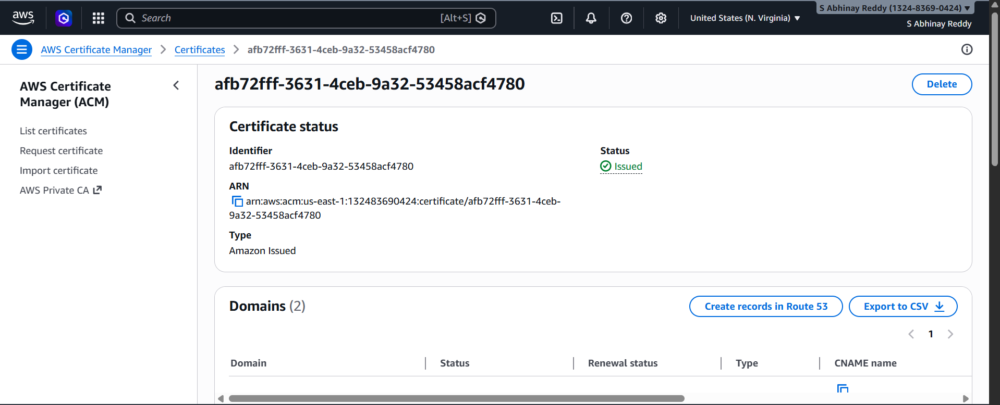 aws
Search
[Alt+S]
United States (N. Virginia)
S Abhinay Reddy (1324-8369-0424)
S Abhinay Reddy
AWS Certificate Manager
Certificates
afb72fff-3631-4ceb-9a32-53458acf4780
AWS Certificate
Manager (ACM)
List certificates
Request certificate
Import certificate
AWS Private CA
afb72fff-3631-4ceb-9a32-53458acf4780
Delete
Certificate status
Identifier
afb72fff-3631-4ceb-9a32-53458acf4780
Status
Issued
ARN
arn:aws:acm:us-east-1:132483690424:certificate/afb72fff-3631-4ceb-
9a32-53458acf4780
Type
Amazon Issued
Domains (2)
Create records in Route 53
Export to CSV
1
Domain
Status
Renewal status
Type
CNAME name